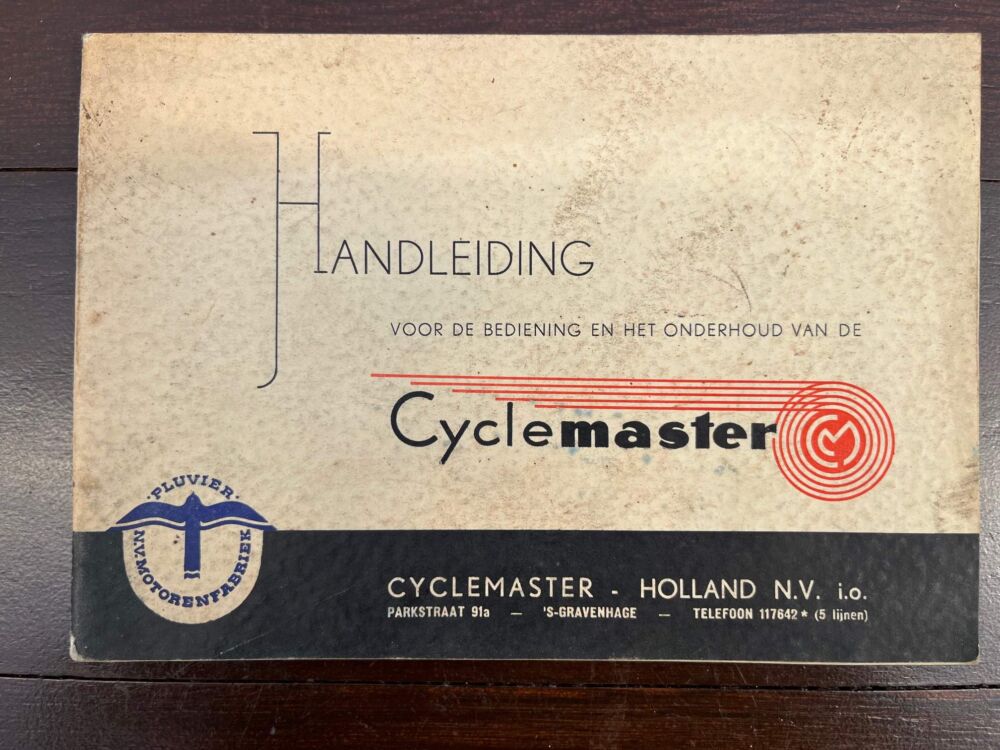 HANDLEIDING
VOOR DE BEDIENING EN HET ONDERHOUD VAN DE
Cyclemaster
CM
PLUVIER
N.V. MOTORENFABRIEK
CYCLEMASTER - HOLLAND N.V. i.o.
PARKSTRAAT 91a — 'S-GRAVENHAGE — TELEFOON 117642* (5 lijnen)